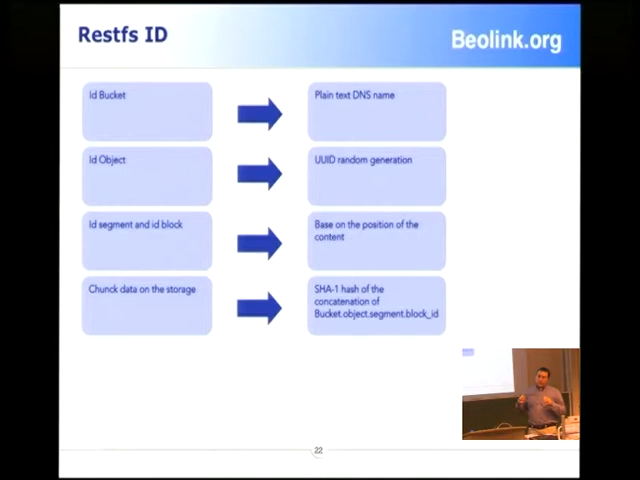 Restfs ID
Beolink.org
Id Bucket
Plain text DNS name
Id Object
UUID random generation
Id segment and id block
Base on the position of the
content
Chunck data on the storage
SHA-1 hash of the
concatenation of
Bucket.object.segment.block_id
22